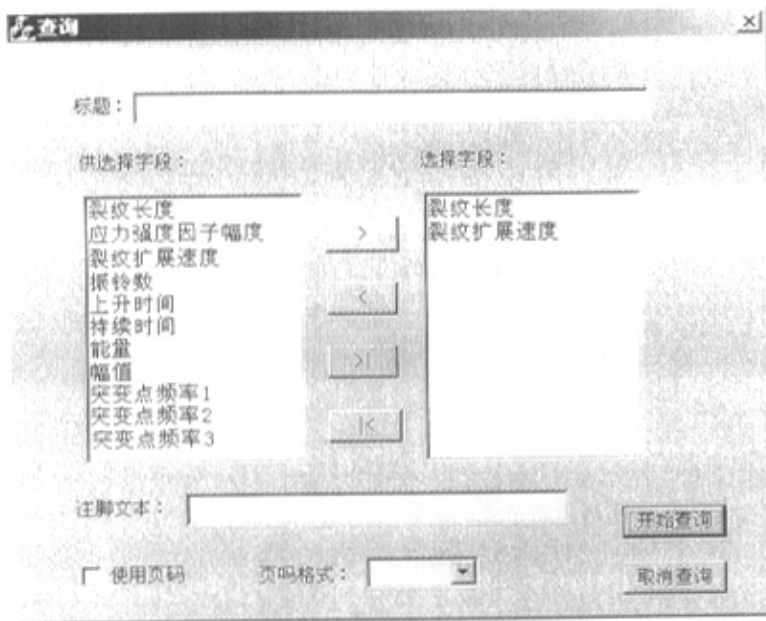 查询
标题：
供选择字段：
选择字段：
裂纹长度
应力强度因子幅度
裂纹扩展速度
振铃数
上升时间
持续时间
能量
幅值
突变点频率1
突变点频率2
突变点频率3
>
<
>|
|<
裂纹长度
裂纹扩展速度
注脚文本：
开始查询
使用页码
页吗格式：
取消查询